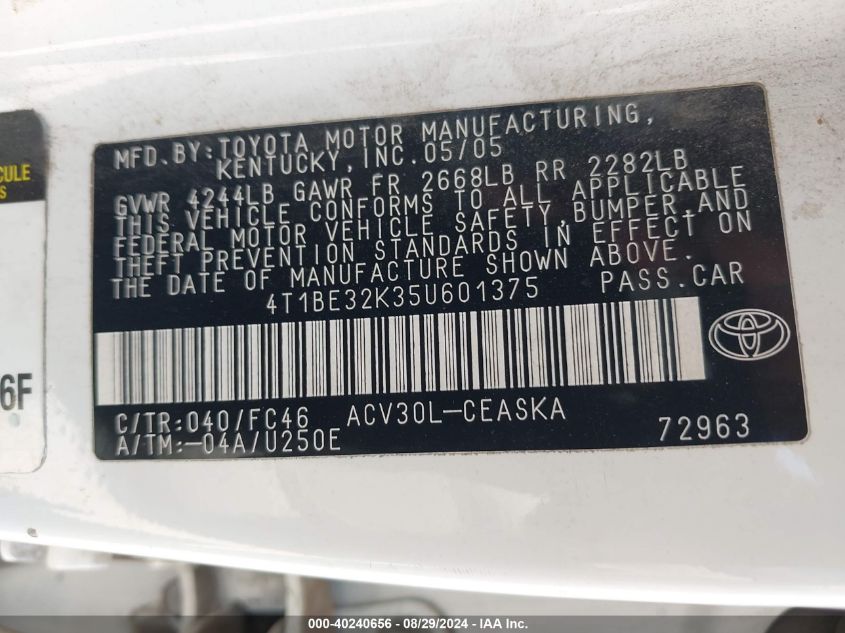 CULE
S
6F
MFD.BY:TOYOTA MOTOR MANUFACTURING,
KENTUCKY,INC.05/05
GVWR 4244LB GAWR FR 2668LB RR 2282LB
THIS VEHICLE CONFORMS TO ALL APPLICABLE
FEDERAL MOTOR VEHICLE SAFETY,BUMPER,AND
THEFT PREVENTION STANDARDS IN EFFECT ON
THE DATE OF MANUFACTURE SHOWN ABOVE.
4T1BE32K35U601375 PASS.CAR
C/TR:040/FC46 ACV30L-CEASKA
A/TM:-04A/U250E 72963
000-40240656 - 08/29/2024 - CEA Inc.